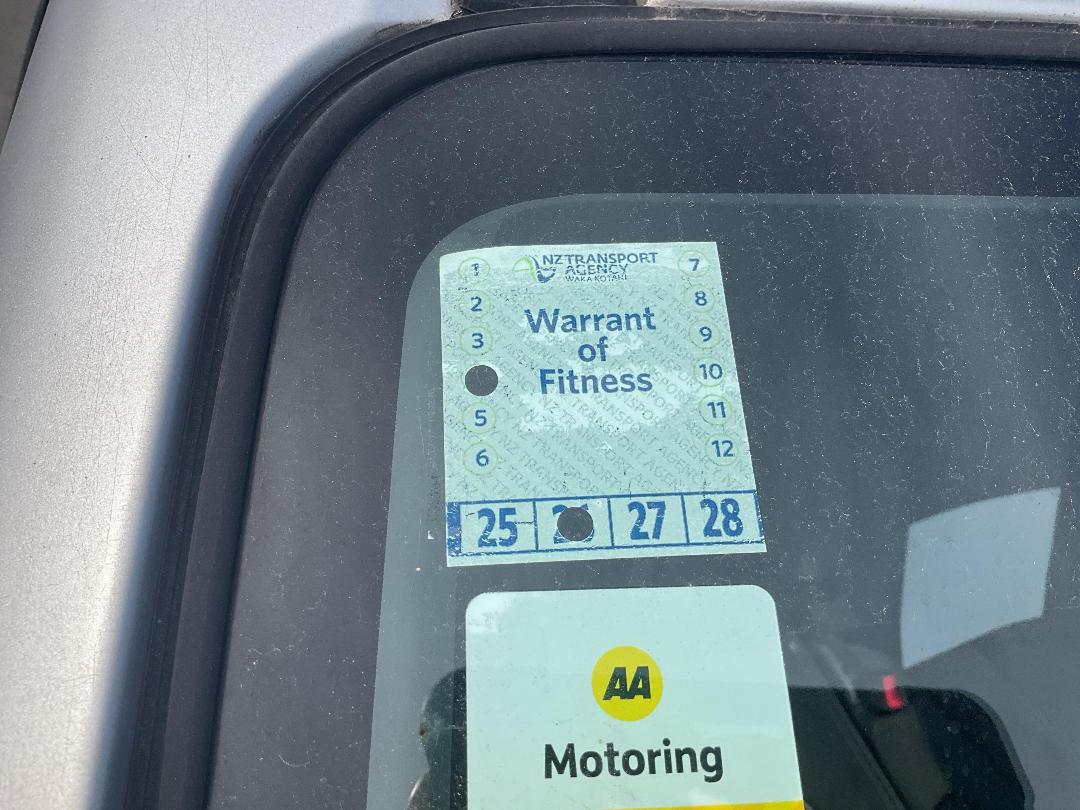 NZ TRANSPORT
AGENCY
WAKA KOTAHI
1
2
3
5
6
7
8
9
10
11
12
Warrant
of
Fitness
25 27 28
AA
Motoring